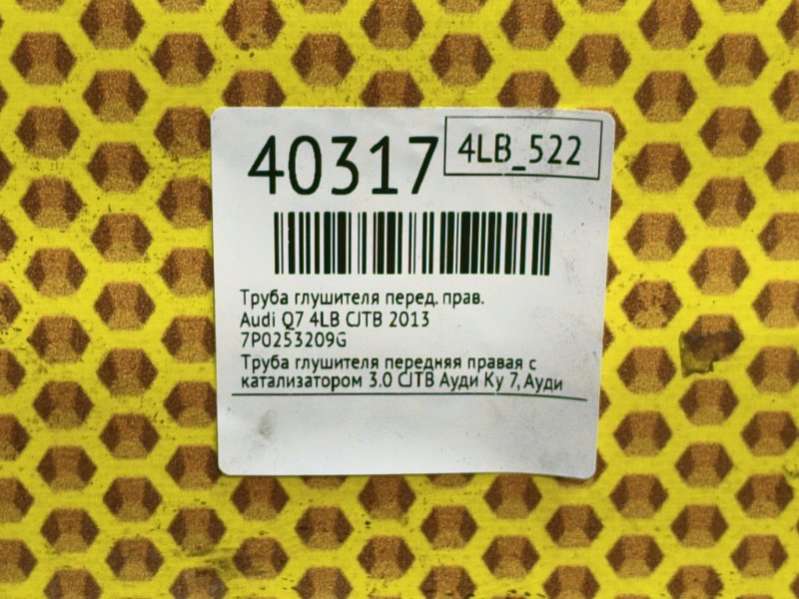 40317
4LB_522
Труба глушителя перед. прав.
Audi Q7 4LB CJTB 2013
7P0253209G
Труба глушителя передняя правая с
катализатором 3.0 CJTB Ауди Ку 7, Ауди